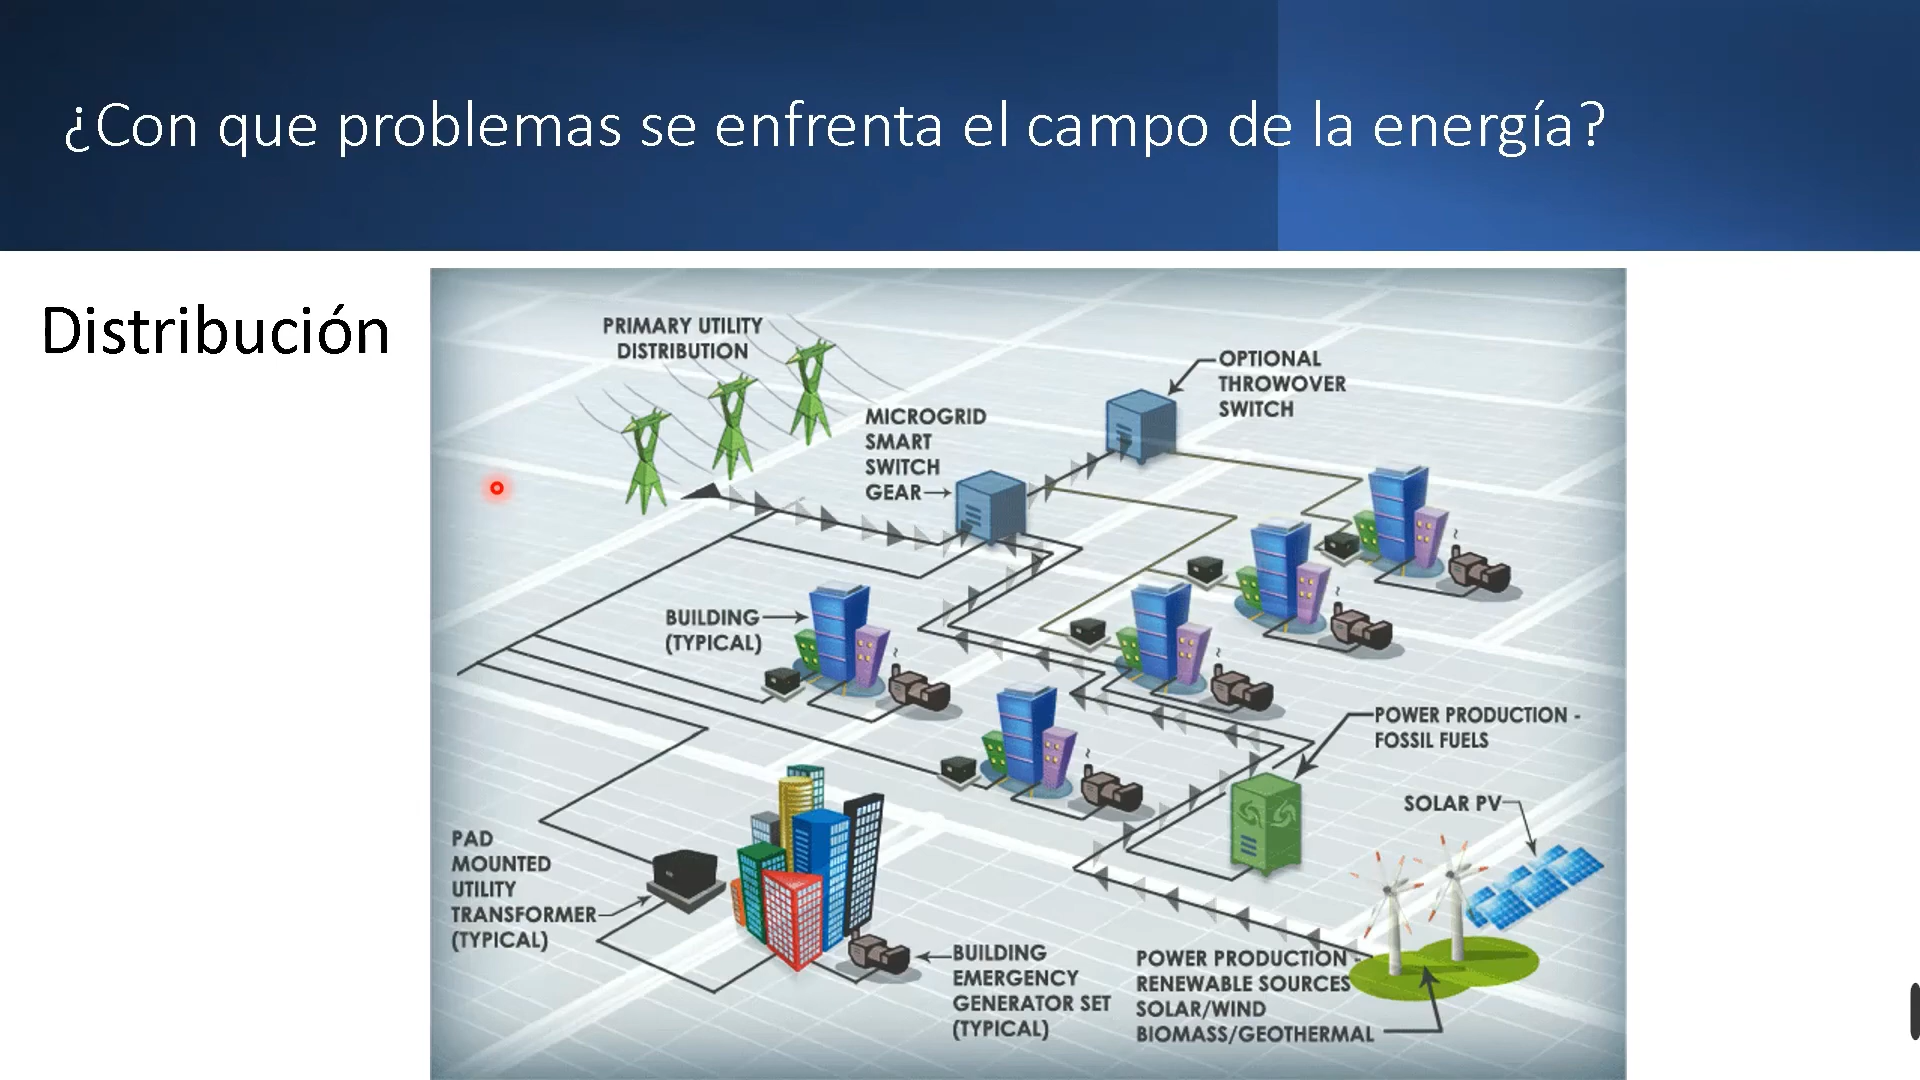 ¿Con que problemas se enfrenta el campo de la energía?
Distribución
PRIMARY UTILITY
DISTRIBUTION
OPTIONAL
THROWOVER
SWITCH
MICROGRID
SMART
SWITCH
GEAR
BUILDING
(TYPICAL)
POWER PRODUCTION -
FOSSIL FUELS
SOLAR PV
PAD
MOUNTED
UTILITY
TRANSFORMER
(TYPICAL)
BUILDING
EMERGENCY
GENERATOR SET
(TYPICAL)
POWER PRODUCTION -
RENEWABLE SOURCES
SOLAR/WIND
BIOMASS/GEOTHERMAL